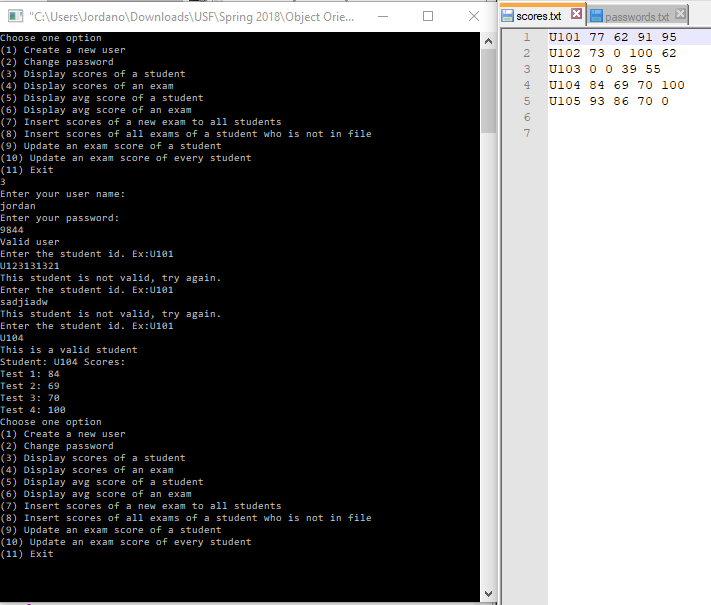 "C:\Users\Jordano\Downloads\USF\Spring 2018\Object Orie...
Choose one option
(1) Create a new user
(2) Change password
(3) Display scores of a student
(4) Display scores of an exam
(5) Display avg score of a student
(6) Display avg score of an exam
(7) Insert scores of a new exam to all students
(8) Insert scores of all exams of a student who is not in file
(9) Update an exam score of a student
(10) Update an exam score of every student
(11) Exit
3
Enter your user name:
jordan
Enter your password:
9844
Valid user
Enter the student id. Ex:U101
U123131321
This student is not valid, try again.
Enter the student id. Ex:U101
sadjiadw
This student is not valid, try again.
Enter the student id. Ex:U101
U104
This is a valid student
Student: U104 Scores:
Test 1: 84
Test 2: 69
Test 3: 70
Test 4: 100
Choose one option
(1) Create a new user
(2) Change password
(3) Display scores of a student
(4) Display scores of an exam
(5) Display avg score of a student
(6) Display avg score of an exam
(7) Insert scores of a new exam to all students
(8) Insert scores of all exams of a student who is not in file
(9) Update an exam score of a student
(10) Update an exam score of every student
(11) Exit
scores.txt passwords.txt
1 U101 77 62 91 95
2 U102 73 0 100 62
3 U103 0 0 39 55
4 U104 84 69 70 100
5 U105 93 86 70 0
6
7